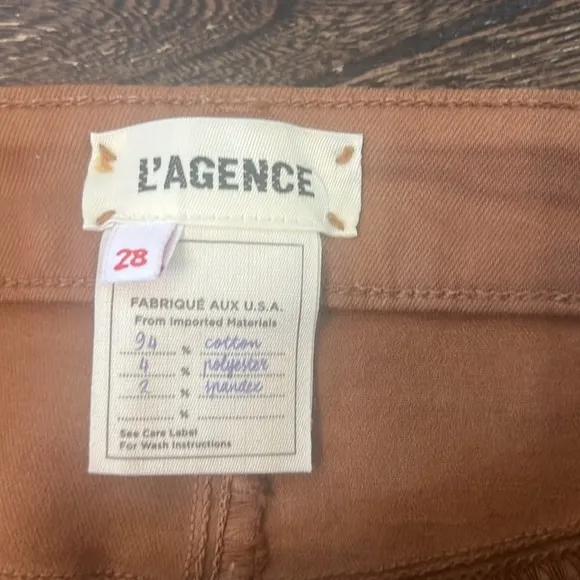 L'AGENCE
28
FABRIQUÉ AUX U.S.A.
From Imported Materials
94 % cotton
4 % polyester
2 % spandex
%
See Care Label
For Wash Instructions